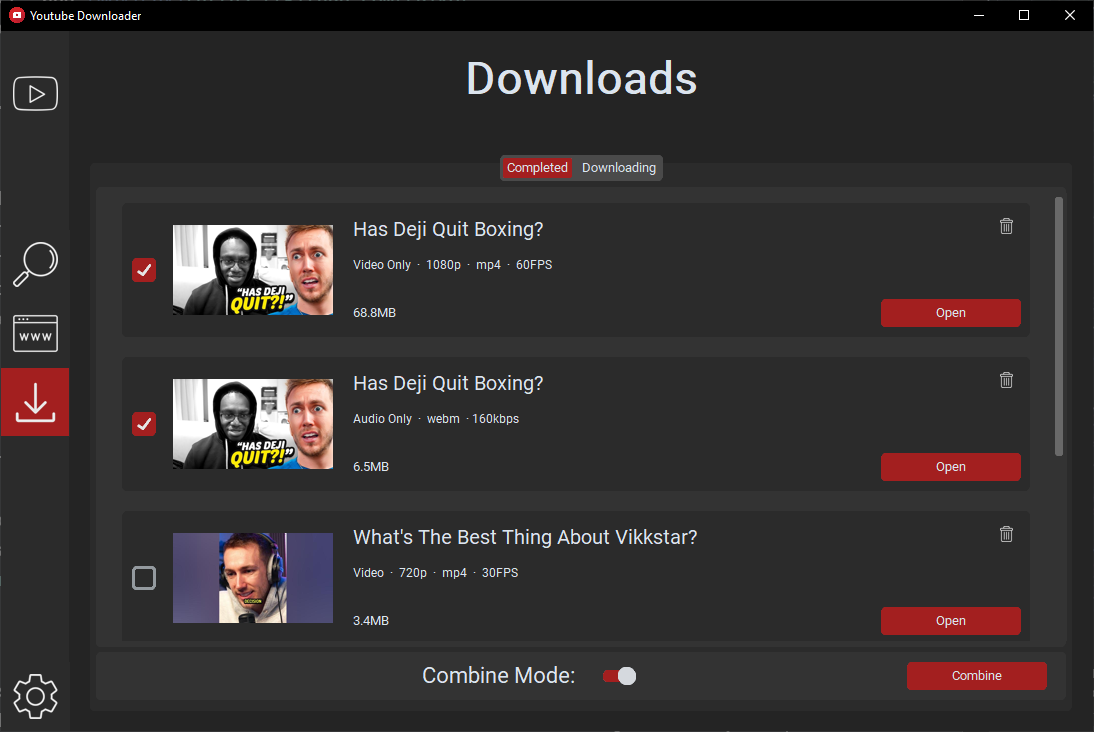 Youtube Downloader
Downloads
Completed Downloading
Has Deji Quit Boxing?
Video Only · 1080p · mp4 · 60FPS
"HAS DEJI
QUIT?!"
68.8MB
Open
WWW
Has Deji Quit Boxing?
Audio Only · webm · 160kbps
"HAS DEJI
QUIT?!"
6.5MB
Open
What's The Best Thing About Vikkstar?
Video · 720p · mp4 · 30FPS
DECISION
3.4MB
Open
Combine Mode:
Combine